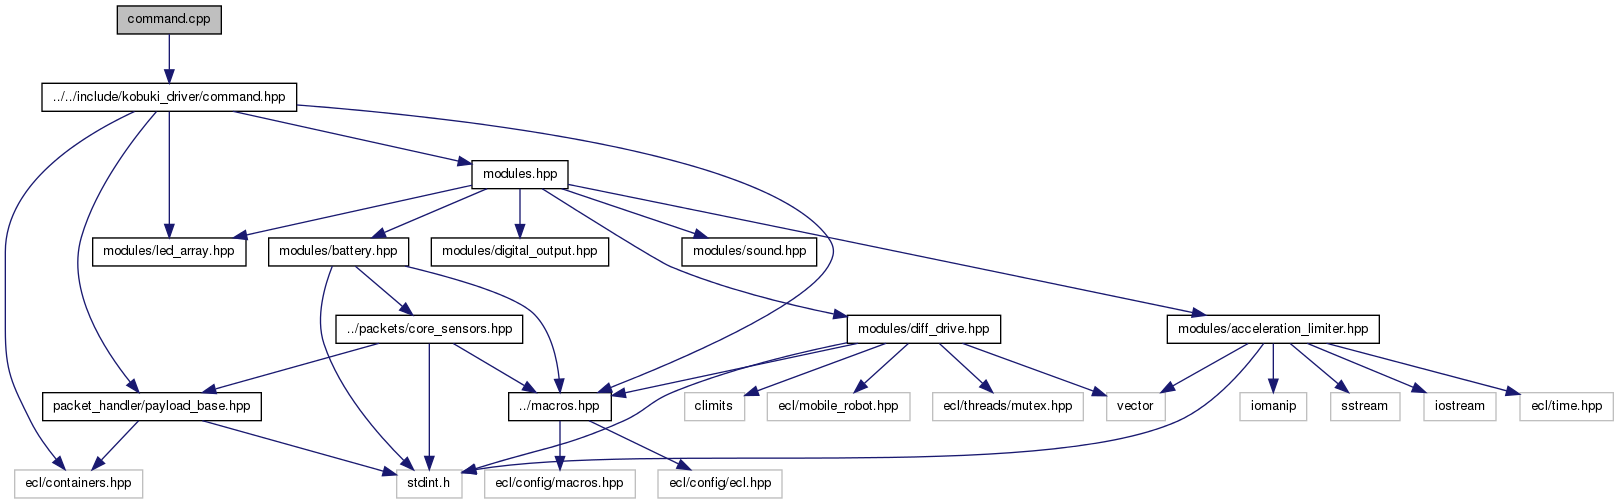 command.cpp
../../include/kobuki_driver/command.hpp
modules.hpp
modules/led_array.hpp
modules/battery.hpp
modules/digital_output.hpp
modules/sound.hpp
../packets/core_sensors.hpp
modules/diff_drive.hpp
modules/acceleration_limiter.hpp
packet_handler/payload_base.hpp
../macros.hpp
climits
ecl/mobile_robot.hpp
ecl/threads/mutex.hpp
vector
iomanip
sstream
iostream
ecl/time.hpp
ecl/containers.hpp
stdint.h
ecl/config/macros.hpp
ecl/config/ecl.hpp